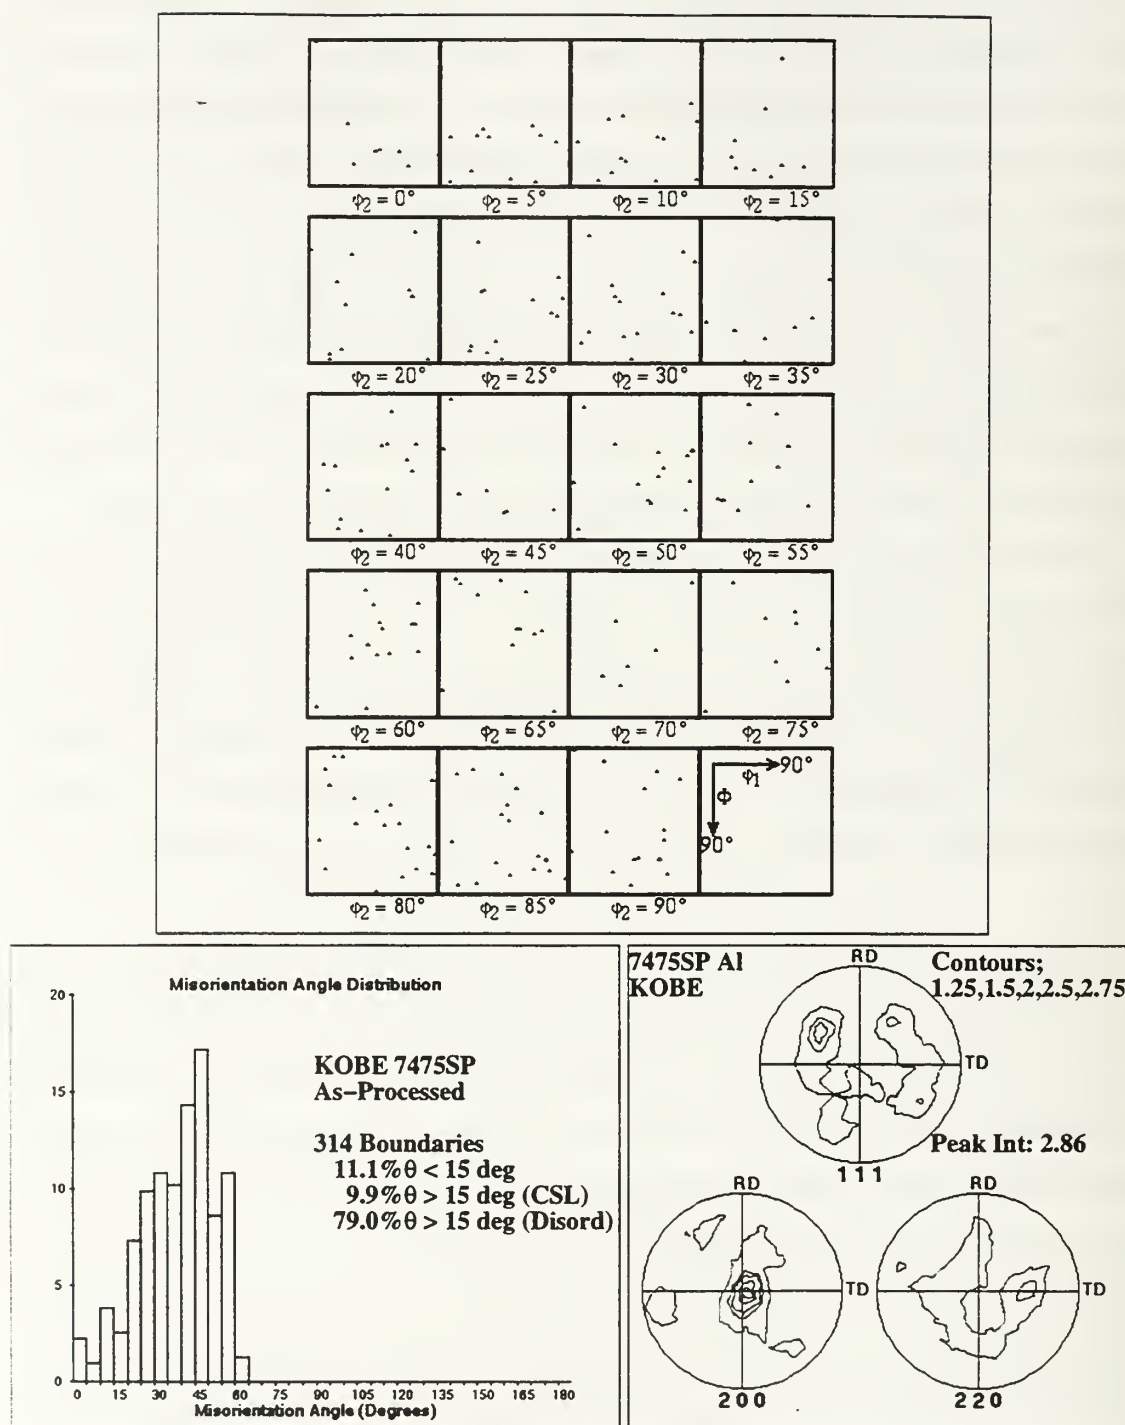 φ2 = 0° φ2 = 5° φ2 = 10° φ2 = 15°
φ2 = 20° φ2 = 25° φ2 = 30° φ2 = 35°
φ2 = 40° φ2 = 45° φ2 = 50° φ2 = 55°
φ2 = 60° φ2 = 65° φ2 = 70° φ2 = 75°
90°
φ1
Φ
90°
φ2 = 80° φ2 = 85° φ2 = 90°
Misorientation Angle Distribution
20
15
10
5
0
KOBE 7475SP
As-Processed
314 Boundaries
11.1%θ < 15 deg
9.9%θ > 15 deg (CSL)
79.0%θ > 15 deg (Disord)
0 15 30 45 60 75 90 105 120 135 150 165 180
Misorientation Angle (Degrees)
7475SP Al
KOBE
RD
Contours;
1.25,1.5,2,2.5,2.75
TD
Peak Int: 2.86
111
RD
TD
200
RD
TD
220